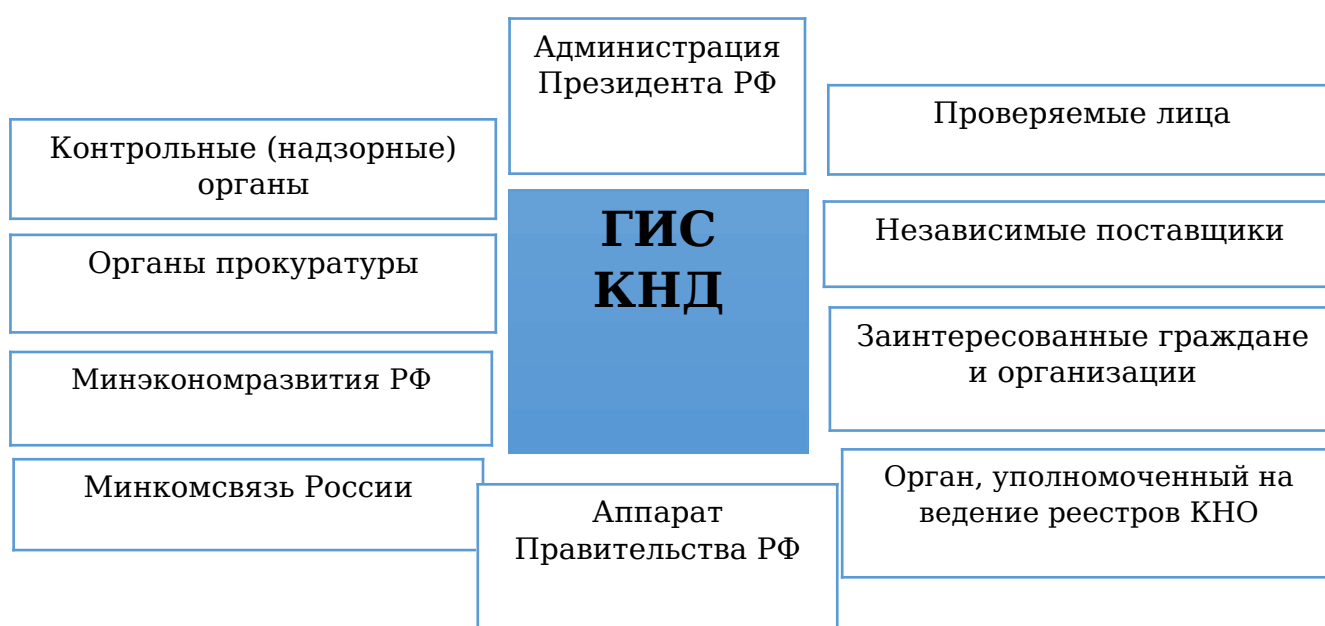 Администрация
Президента РФ
Проверяемые лица
Контрольные (надзорные)
органы
ГИС
КНД
Независимые поставщики
Органы прокуратуры
Заинтересованные граждане
и организации
Минэкономразвития РФ
Минкомсвязь России
Орган, уполномоченный на
ведение реестров КНО
Аппарат
Правительства РФ